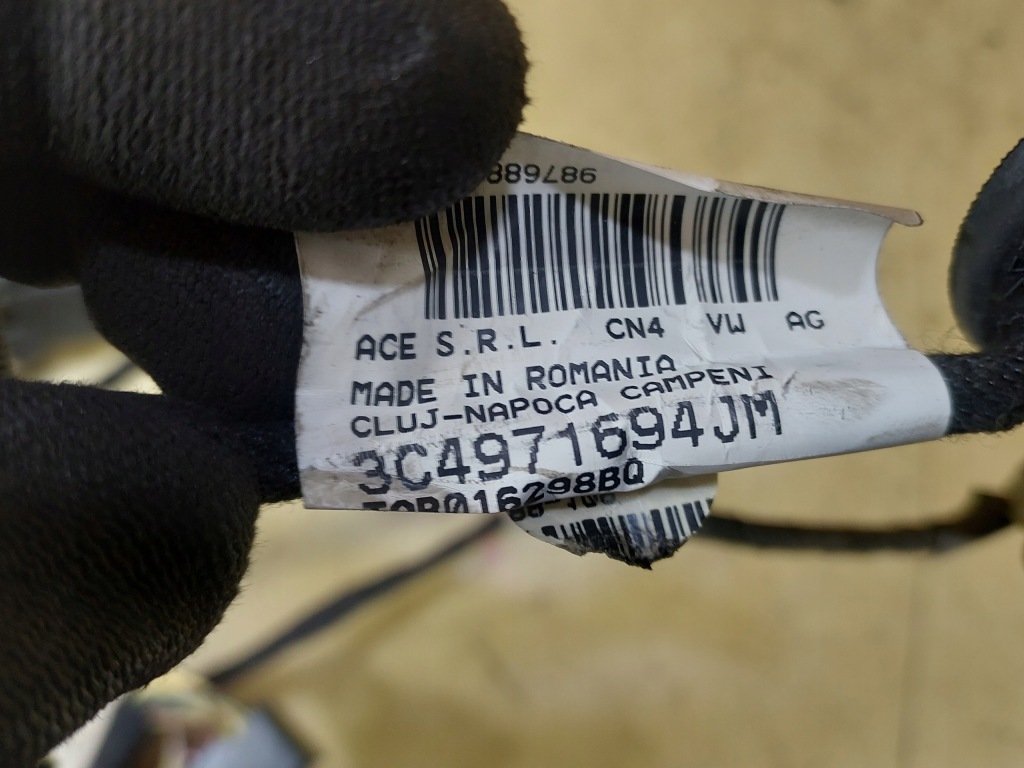 ACE S.R.L. CN4 VW AG
MADE IN ROMANIA
CLUJ-NAPOCA CAMPENI
3C4971694JM